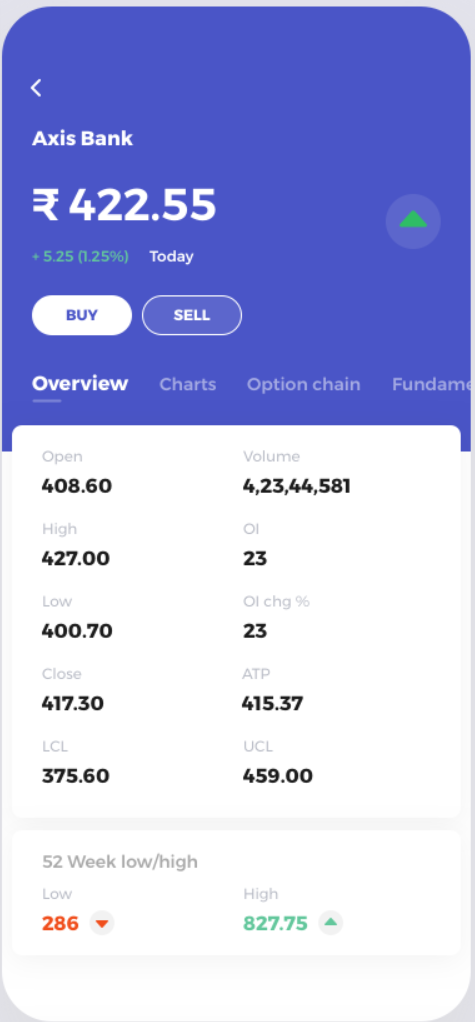 Axis Bank
₹ 422.55
+ 5.25 (1.25%) Today
BUY SELL
Overview Charts Option chain Fundame
Open Volume
408.60 4,23,44,581
High OI
427.00 23
Low OI chg %
400.70 23
Close ATP
417.30 415.37
LCL UCL
375.60 459.00
52 Week low/high
Low High
286 827.75